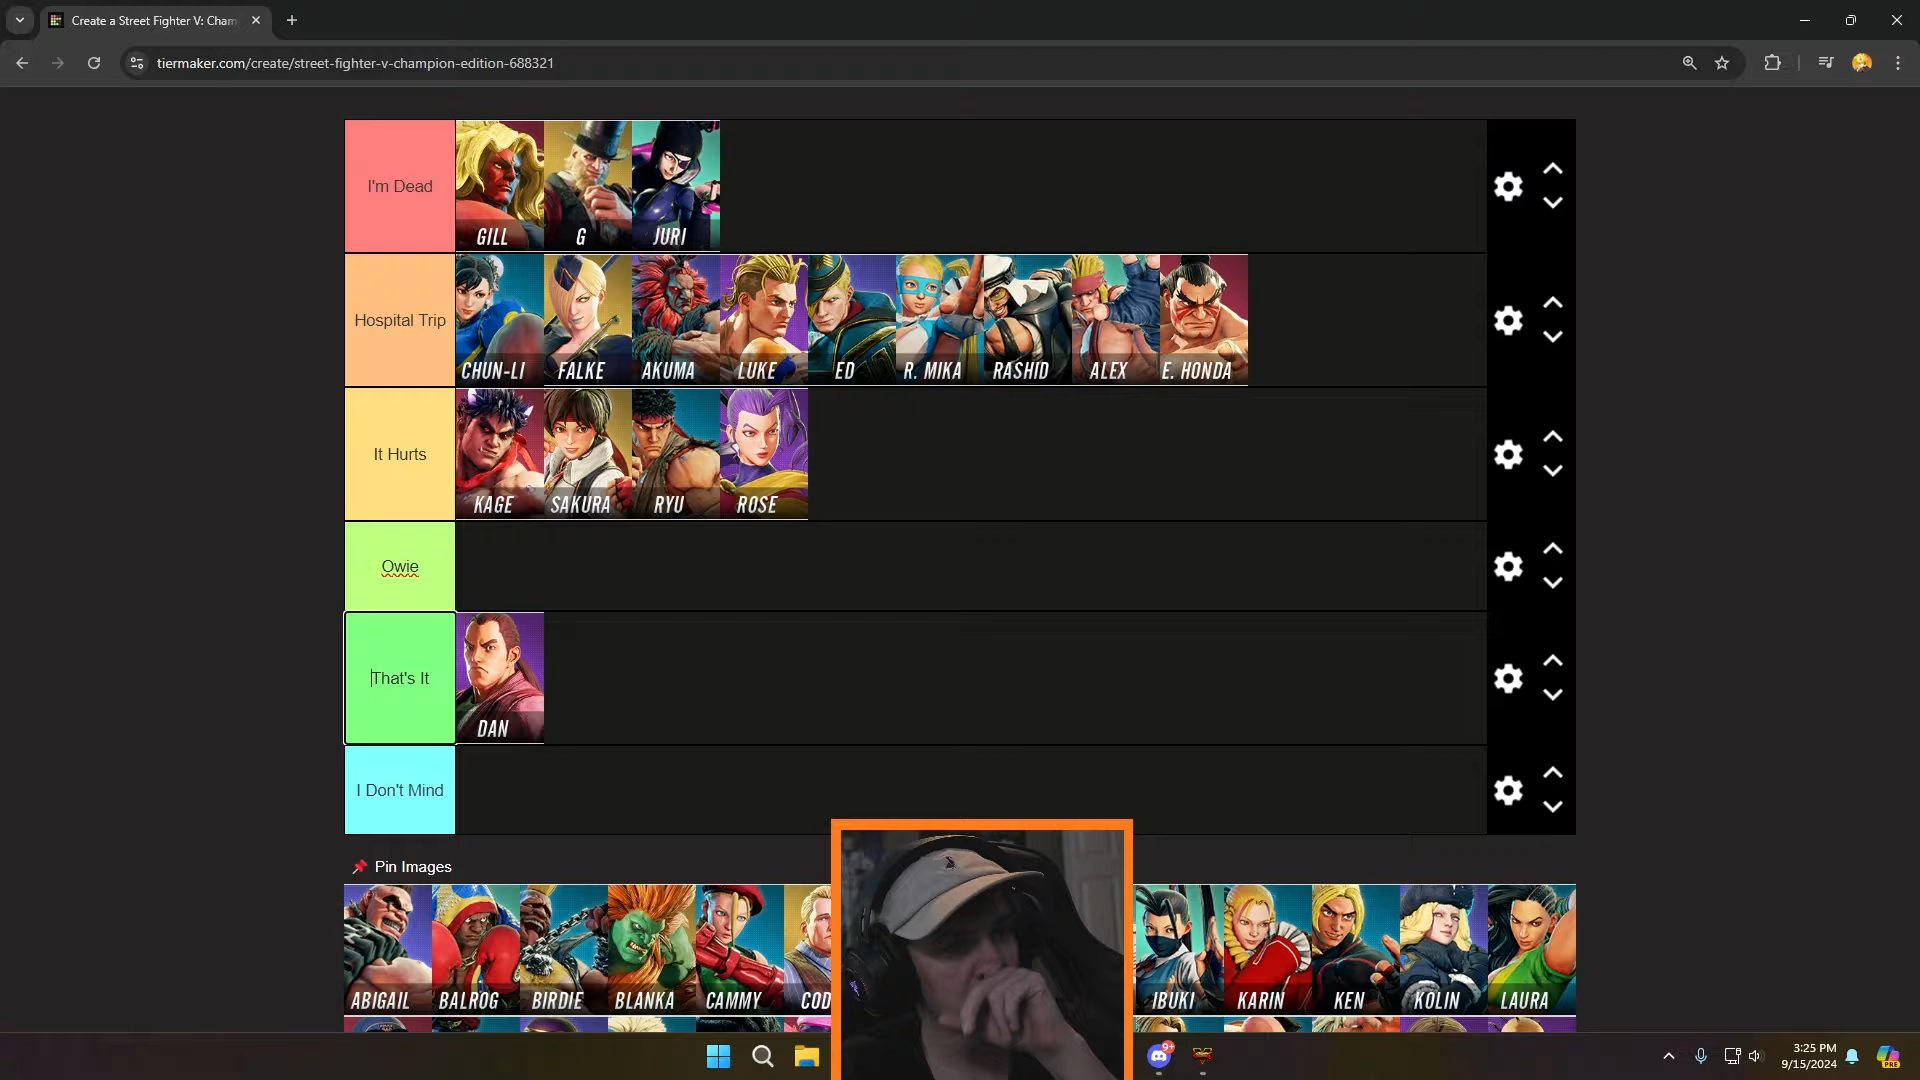 Create a Street Fighter V: Cham
tiermaker.com/create/street-fighter-v-champion-edition-688321
I'm Dead
GILL
G
JURI
Hospital Trip
CHUN-LI
FALKE
AKUMA
LUKE
ED
R. MIKA
RASHID
ALEX
E. HONDA
It Hurts
KAGE
SAKURA
RYU
ROSE
Owie
That's It
DAN
I Don't Mind
Pin Images
ABIGAIL
BALROG
BIRDIE
BLANKA
CAMMY
COD
IBUKI
KARIN
KEN
KOLIN
LAURA
9+
3:25 PM
9/15/2024
PRE